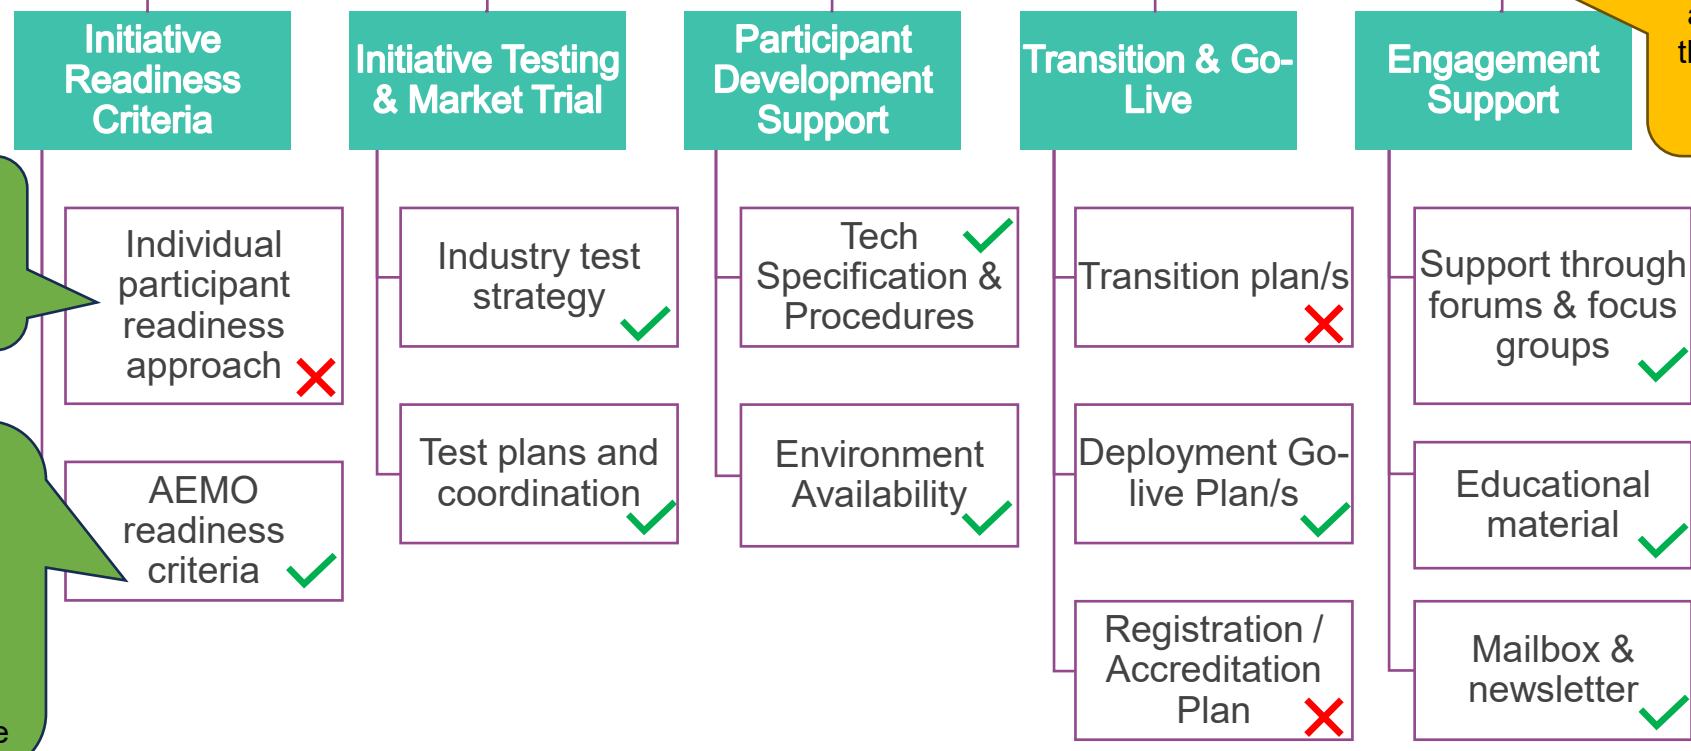 Initiative
Readiness
Criteria
Initiative Testing
& Market Trial
Participant
Development
Support
Transition & Go-
Live
Engagement
Support
Individual
participant
readiness
approach
AEMO
readiness
criteria
Industry test
strategy
Test plans and
coordination
Tech
Specification &
Procedures
Environment
Availability
Transition plan/s
Deployment Go-
live Plan/s
Registration /
Accreditation
Plan
Support through
forums & focus
groups
Educational
material
Mailbox &
newsletter